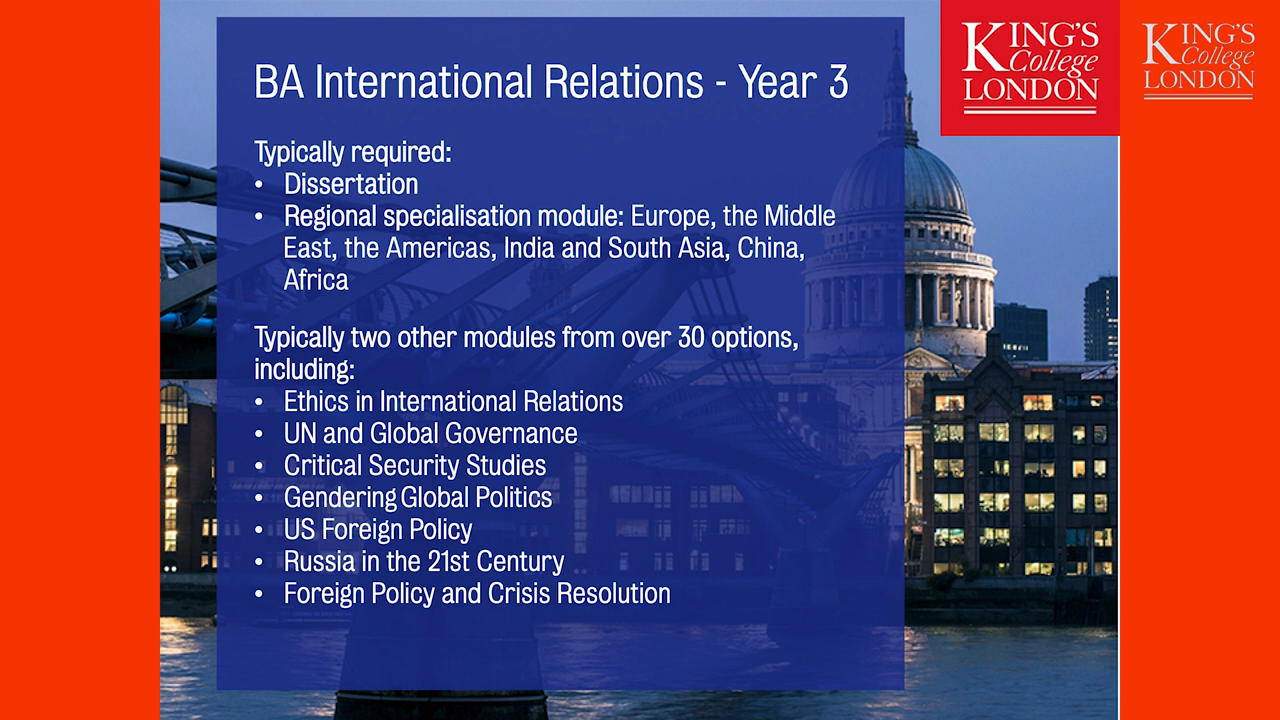 BA International Relations - Year 3
KING'S
College
LONDON
KING'S
College
LONDON
Typically required:
• Dissertation
• Regional specialisation module: Europe, the Middle
East, the Americas, India and South Asia, China,
Africa
Typically two other modules from over 30 options,
including:
• Ethics in International Relations
• UN and Global Governance
• Critical Security Studies
• Gendering Global Politics
• US Foreign Policy
• Russia in the 21st Century
• Foreign Policy and Crisis Resolution